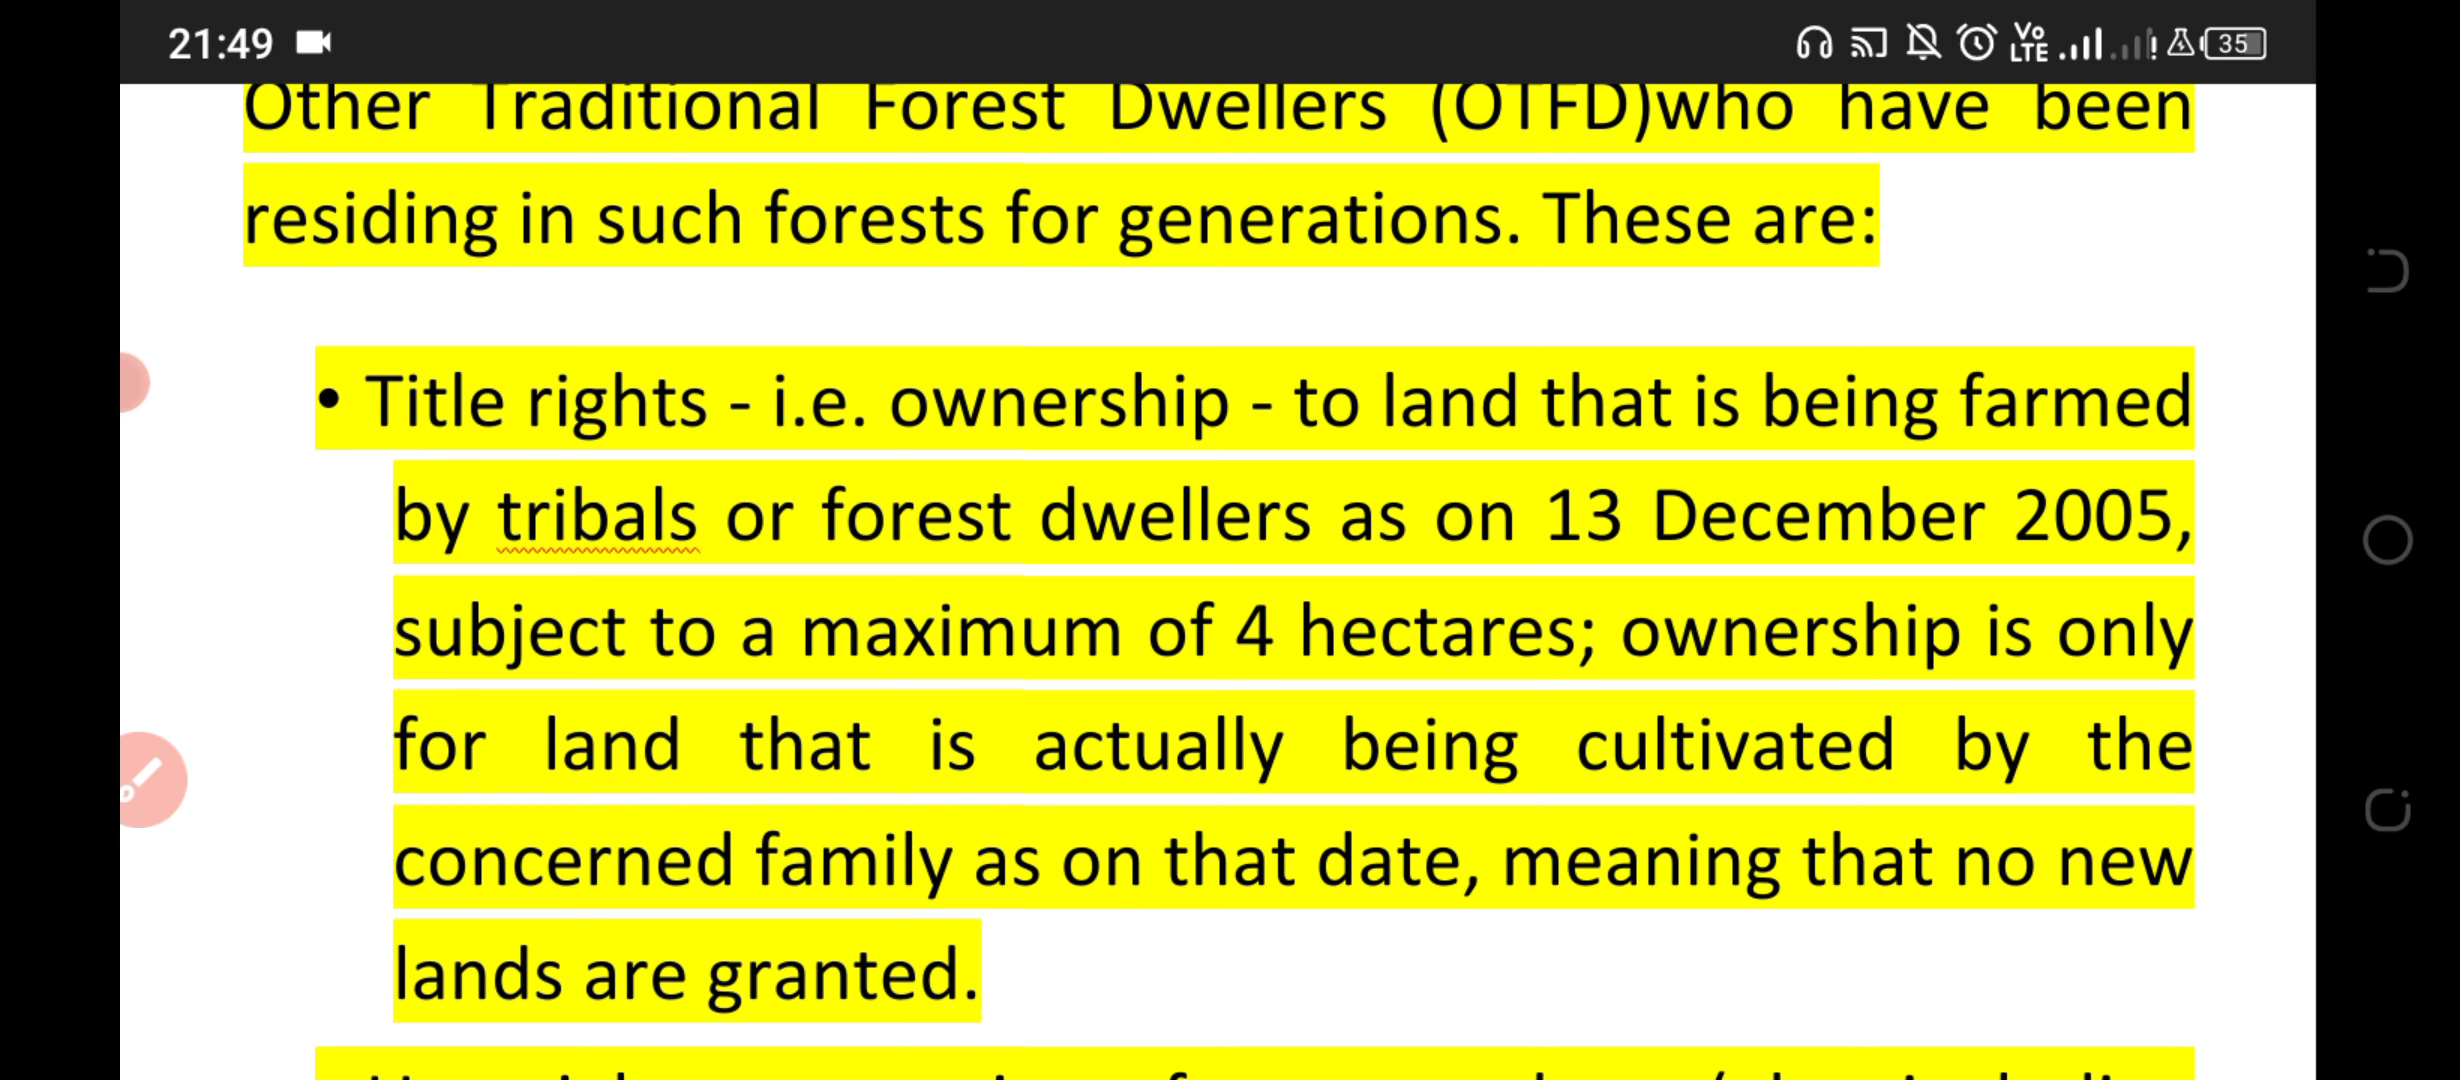 21:49
Vo
LTE
35
Other Traditional Forest Dwellers (OTFD)who have been
residing in such forests for generations. These are:
• Title rights - i.e. ownership - to land that is being farmed
by tribals or forest dwellers as on 13 December 2005,
subject to a maximum of 4 hectares; ownership is only
for land that is actually being cultivated by the
concerned family as on that date, meaning that no new
lands are granted.